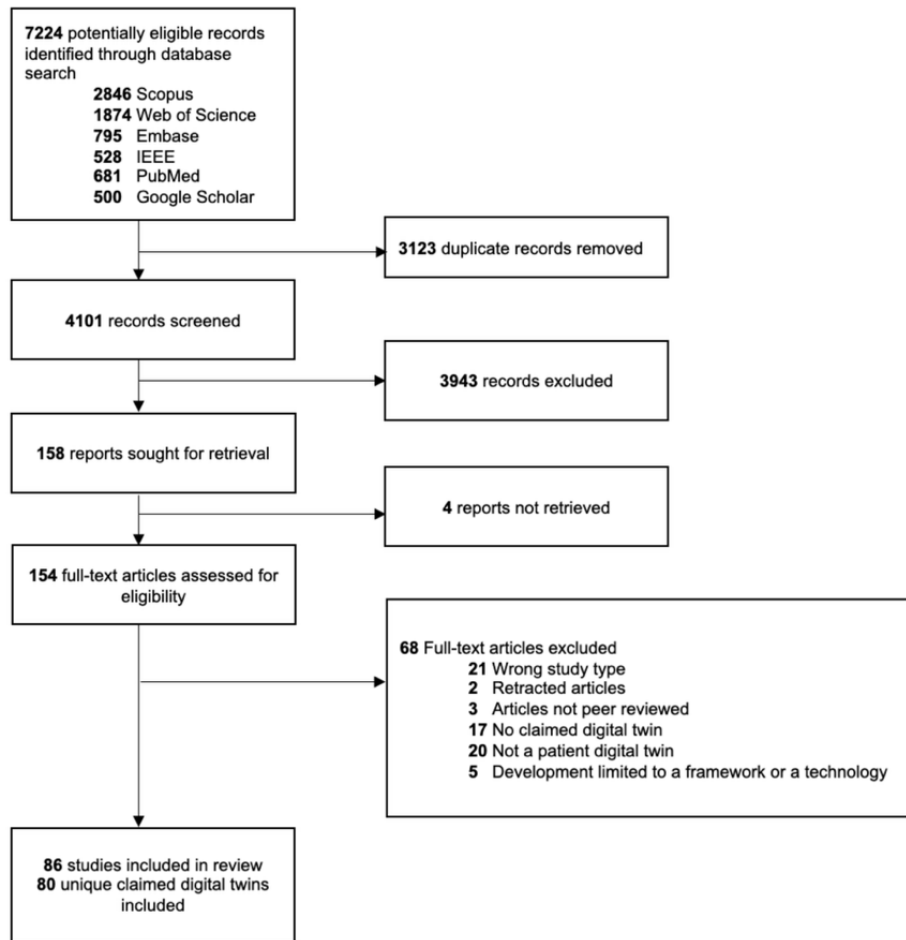 7224 potentially eligible records
identified through database
search
2846 Scopus
1874 Web of Science
795 Embase
528 IEEE
681 PubMed
500 Google Scholar
3123 duplicate records removed
4101 records screened
3943 records excluded
158 reports sought for retrieval
4 reports not retrieved
154 full-text articles assessed for
eligibility
68 Full-text articles excluded
21 Wrong study type
2 Retracted articles
3 Articles not peer reviewed
17 No claimed digital twin
20 Not a patient digital twin
5 Development limited to a framework or a technology
86 studies included in review
80 unique claimed digital twins
included